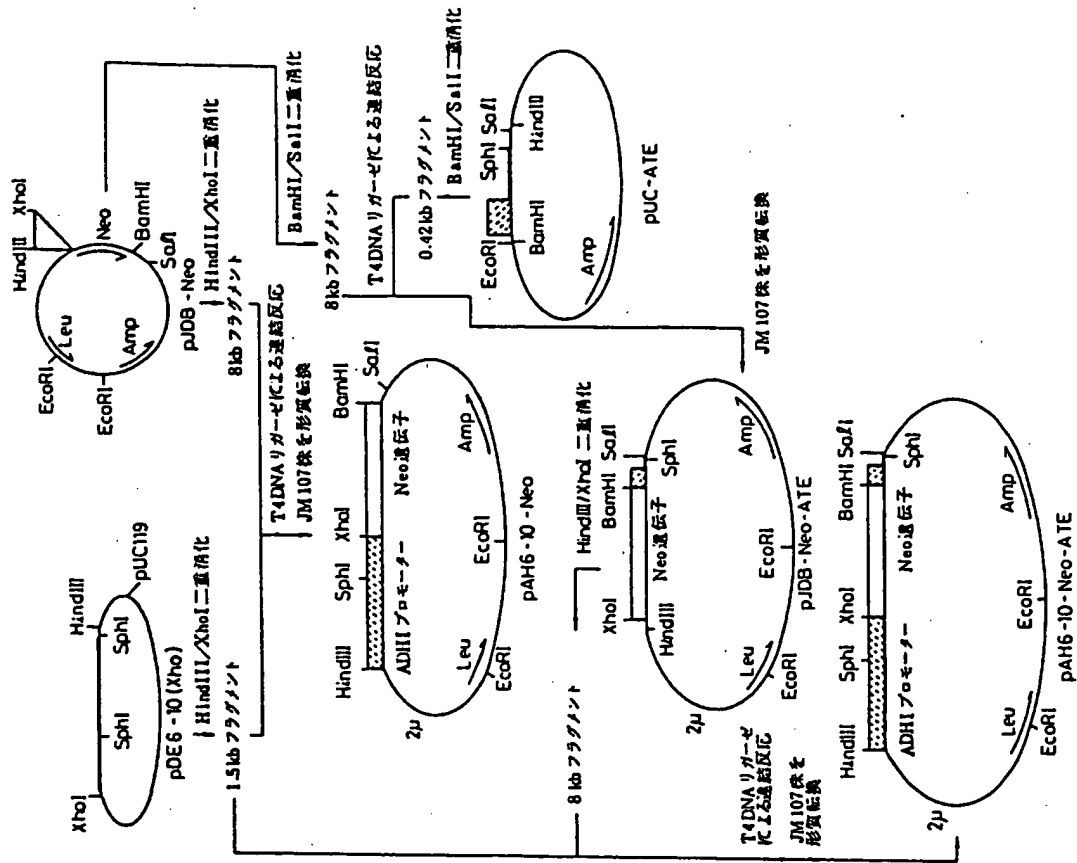 XhoI
HindIII
SphI
SphI
pUC119
pDE6-10(Xho)
HindIII/XhoI二重消化
1.5kbフラグメント
HindIII
XhoI
EcoRI
Leu
Neo
Amp
EcoRI
BamHI
SalI
pJDB-Neo
HindIII/XhoI二重消化
8kbフラグメント
T4DNAリガーゼによる連結反応
JM107株を形質転換
BamHI/SalI二重消化
8kbフラグメント
HindIII
SphI
XhoI
BamHI
SalI
ADHIプロモーター
Neo遺伝子
2μ
Leu
Amp
EcoRI
EcoRI
pAH6-10-Neo
T4DNAリガーゼによる連結反応
0.42kbフラグメント
BamHI/SalI二重消化
EcoRI
SphI
SalI
BamHI
HindIII
Amp
pUC-ATE
JM107株を形質転換
HindIII/XhoI二重消化
8kbフラグメント
XhoI
BamHI
SalI
HindIII
Neo遺伝子
SphI
2μ
Leu
Amp
EcoRI
EcoRI
pJDB-Neo-ATE
T4DNAリガーゼ
による連結反応
JM107株を
形質転換
HindIII
SphI
XhoI
BamHI
SalI
ADHIプロモーター
Neo遺伝子
SphI
2μ
Leu
Amp
EcoRI
EcoRI
pAH6-10-Neo-ATE